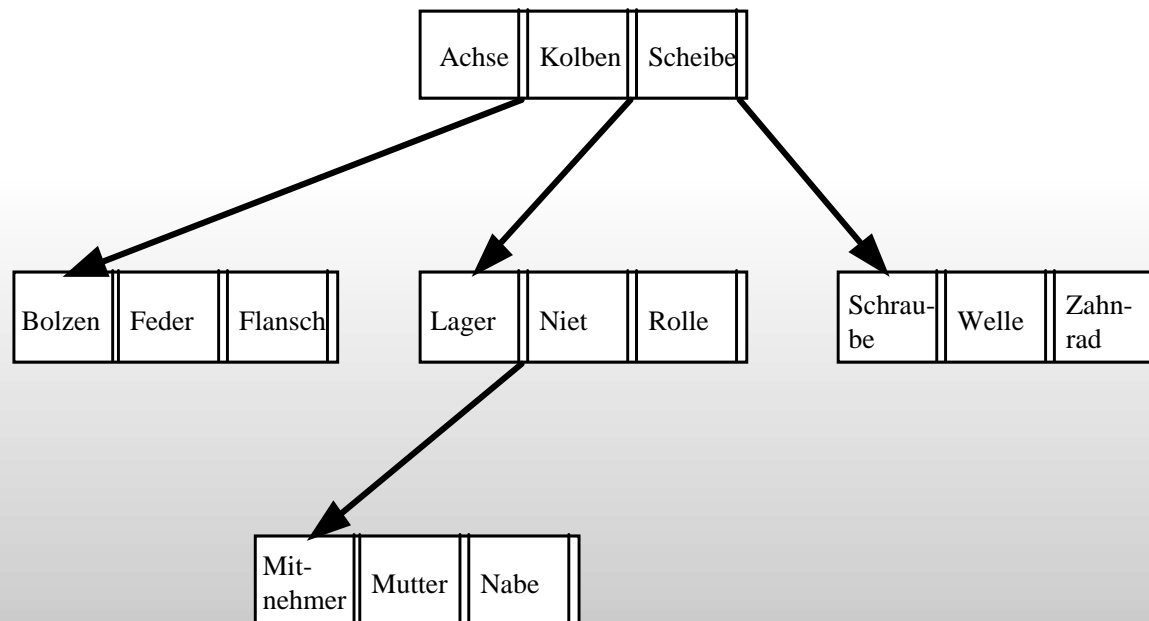 Achse Kolben Scheibe
Bolzen Feder Flansch
Lager Niet Rolle
Schrau-
be
Welle
Zahn-
rad
Mit-
nehmer
Mutter Nabe